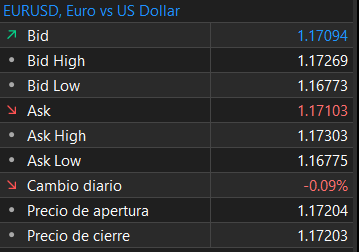 EURUSD, Euro vs US Dollar
Bid 1.17094
Bid High 1.17269
Bid Low 1.16773
Ask 1.17103
Ask High 1.17303
Ask Low 1.16775
Cambio diario -0.09%
Precio de apertura 1.17204
Precio de cierre 1.17203